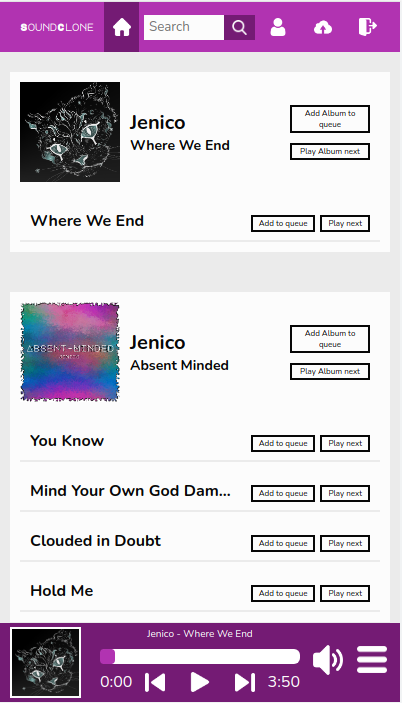 SOUNDCLONE
Search
Jenico
Where We End
Add Album to
queue
Play Album next
Where We End
Add to queue
Play next
ABSENT-MINDED
Jenico
Absent Minded
Add Album to
queue
Play Album next
You Know
Add to queue
Play next
Mind Your Own God Dam...
Add to queue
Play next
Clouded in Doubt
Add to queue
Play next
Hold Me
Add to queue
Play next
Jenico - Where We End
0:00
3:50